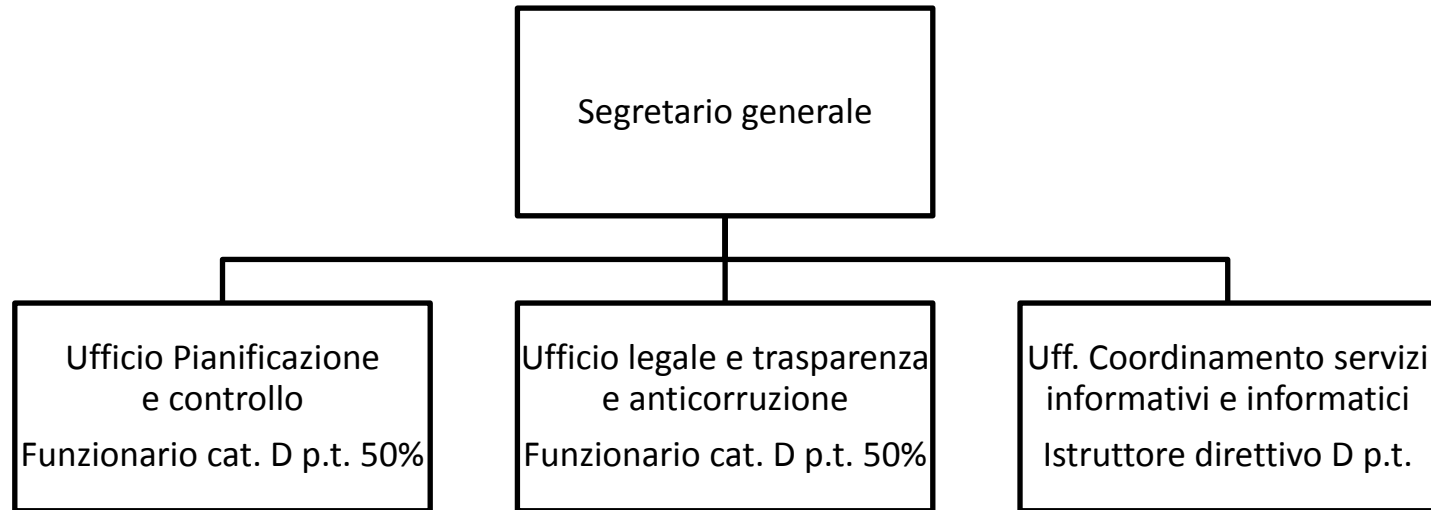 Segretario generale
Ufficio Pianificazione
e controllo
Funzionario cat. D p.t. 50%
Ufficio legale e trasparenza
e anticorruzione
Funzionario cat. D p.t. 50%
Uff. Coordinamento servizi
informativi e informatici
Istruttore direttivo D p.t.